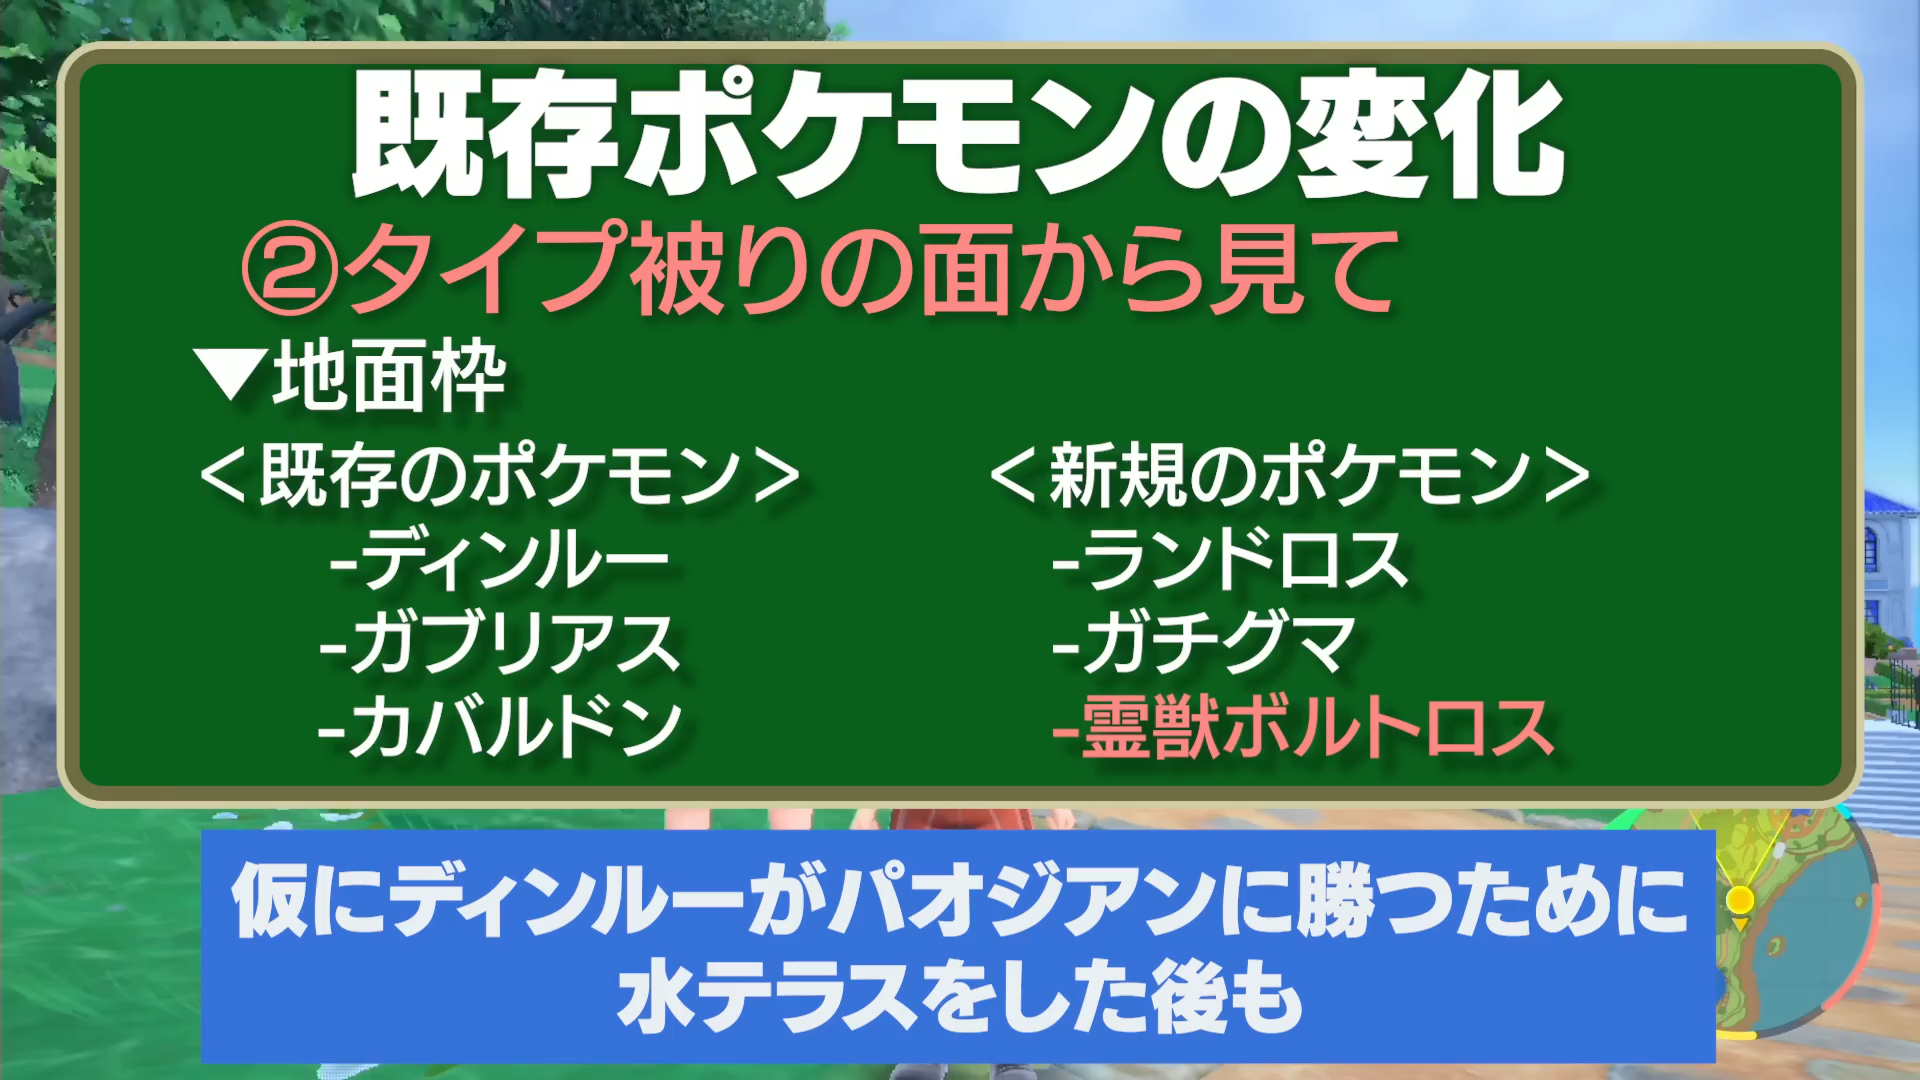 既存ポケモンの変化
②タイプ被りの面から見て
▼地面枠
＜既存のポケモン＞
-ディンルー
-ガブリアス
-カバルドン
＜新規のポケモン＞
-ランドロス
-ガチグマ
-霊獣ボルトロス
仮にディンルーがパオジアンに勝つために
水テラスをした後も